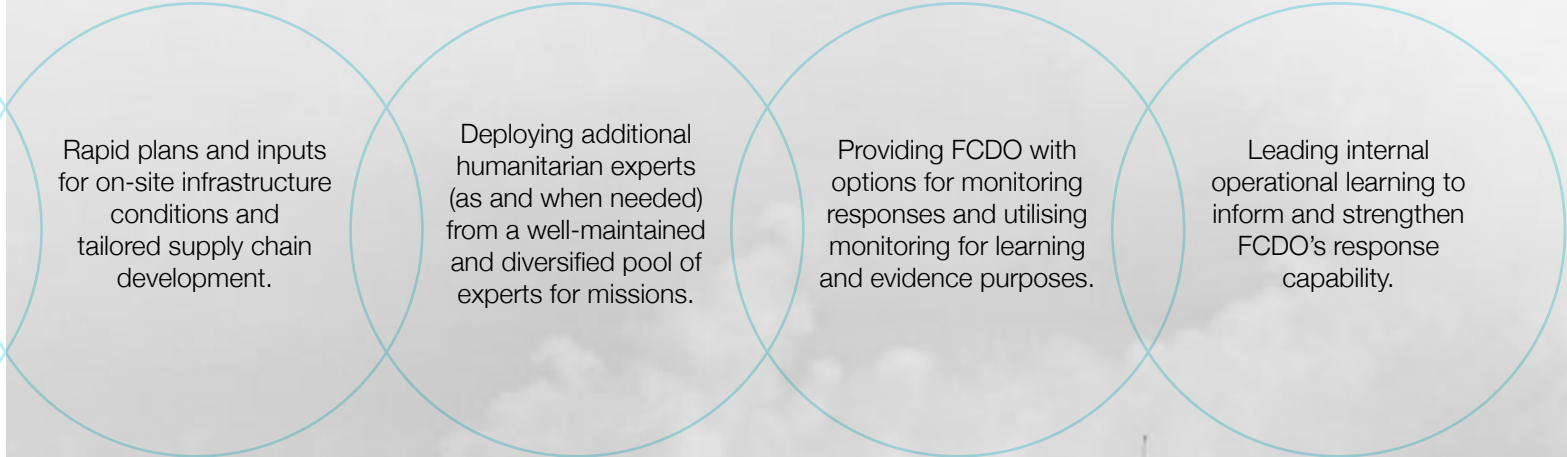 Rapid plans and inputs
for on-site infrastructure
conditions and
tailored supply chain
development.
Deploying additional
humanitarian experts
(as and when needed)
from a well-maintained
and diversified pool of
experts for missions.
Providing FCDO with
options for monitoring
responses and utilising
monitoring for learning
and evidence purposes.
Leading internal
operational learning to
inform and strengthen
FCDO’s response
capability.